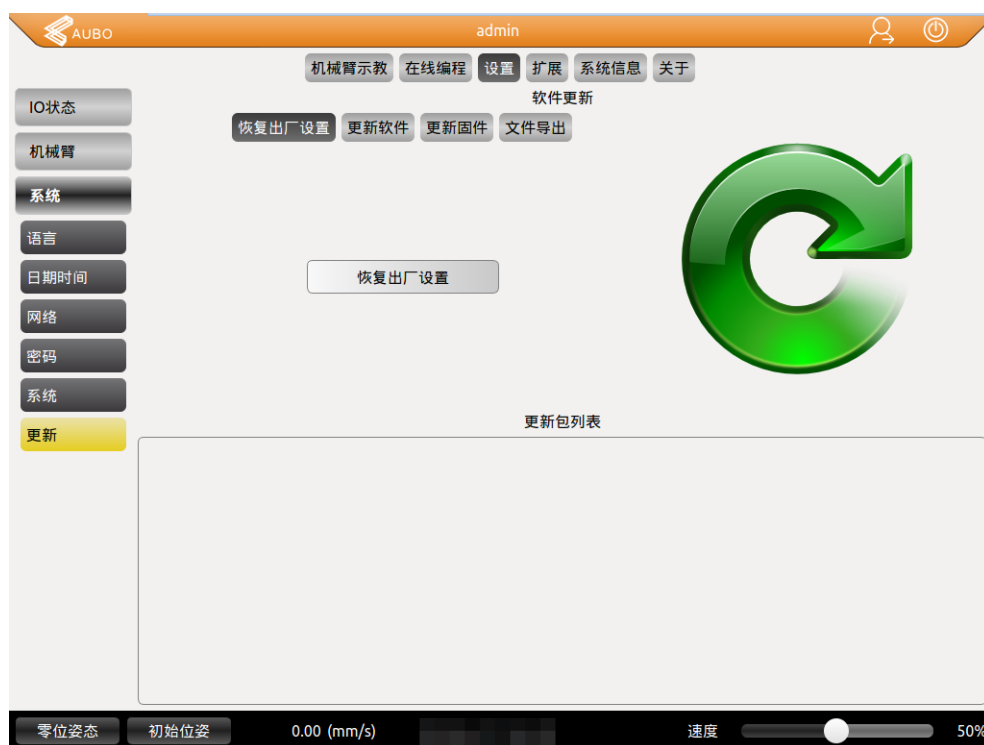 AUBO admin
机械臂示教 在线编程 设置 扩展 系统信息 关于
软件更新
恢复出厂设置 更新软件 更新固件 文件导出
IO状态
机械臂
系统
语言
日期时间
网络
密码
系统
更新
恢复出厂设置
更新包列表
零位姿态 初始位姿 0.00 (mm/s) 速度 50%